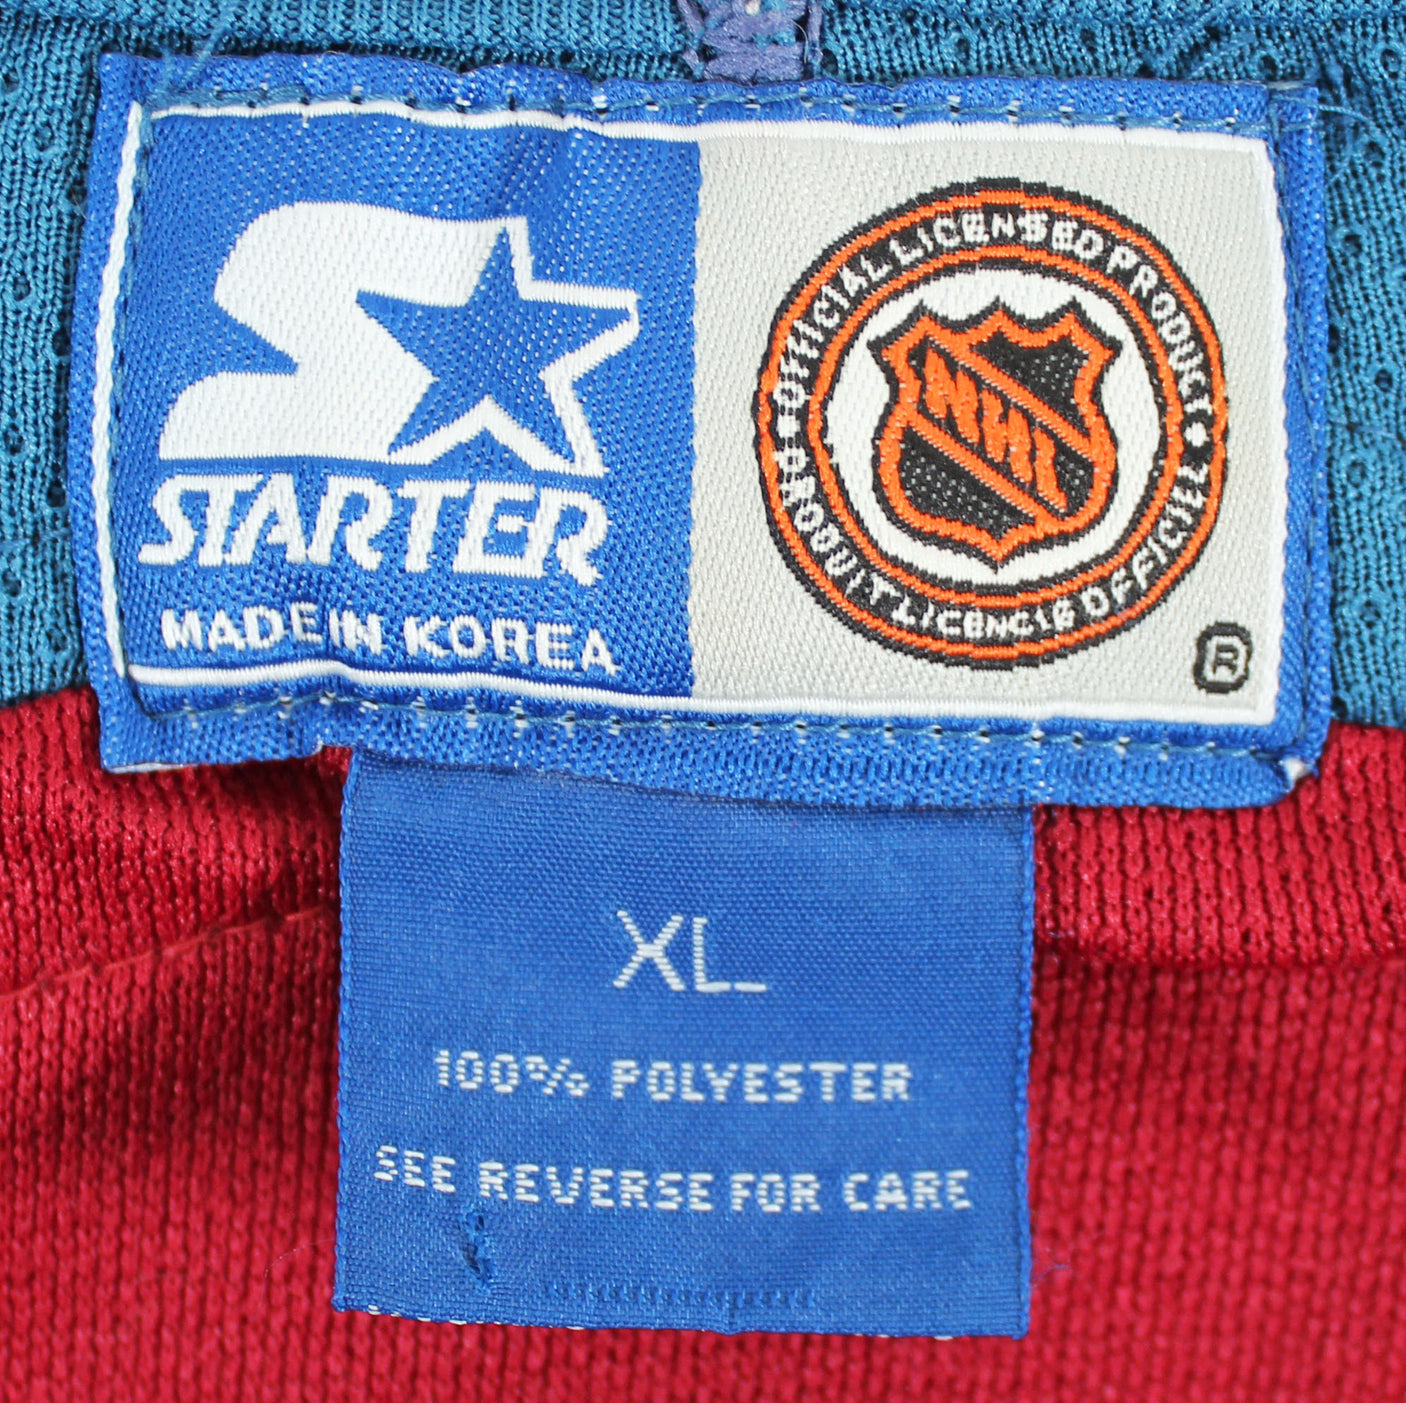 STARTER
MADE IN KOREA
OFFICIAL LICENSED PRODUCT
PRODUIT LICENCIÉ OFFICIEL
NHL
®
XL
100% POLYESTER
SEE REVERSE FOR CARE